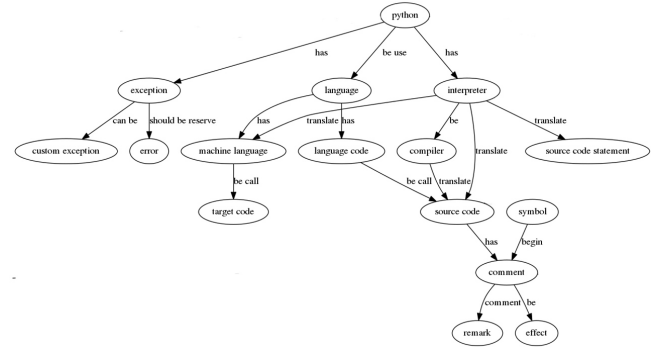 python
has
be use
has
exception
language
interpreter
can be
should be reserve
has
translate
has
be
translate
translate
custom exception
error
machine language
language code
compiler
source code statement
be call
be call
translate
target code
source code
symbol
has
begin
comment
comment
be
remark
effect